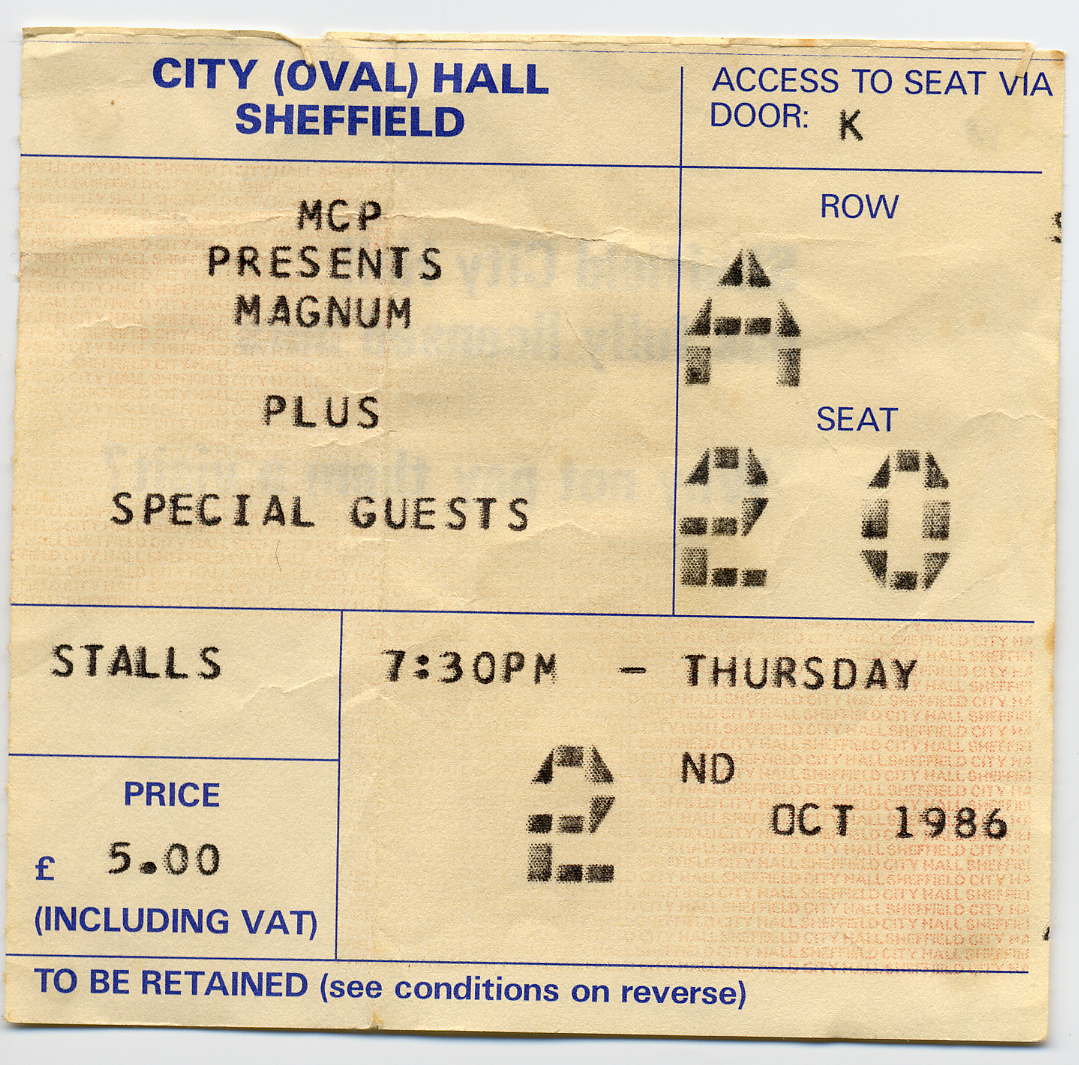 CITY (OVAL) HALL
SHEFFIELD
ACCESS TO SEAT VIA
DOOR: K
MCP
PRESENTS
MAGNUM
PLUS
SPECIAL GUESTS
ROW
A
SEAT
20
STALLS
7:30PM - THURSDAY
2 ND
OCT 1986
PRICE
£ 5.00
(INCLUDING VAT)
TO BE RETAINED (see conditions on reverse)